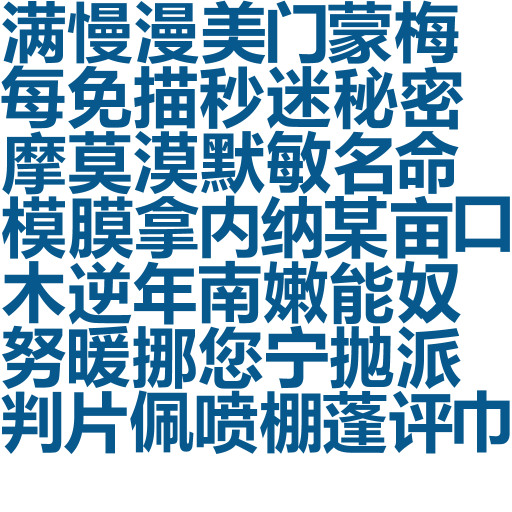 满慢漫美门蒙梅
每免描秒迷秘密
摩莫漠默敏名命
模膜拿内纳某亩口
木逆年南嫩能奴
努暖挪您宁抛派
判片佩喷棚蓬评巾